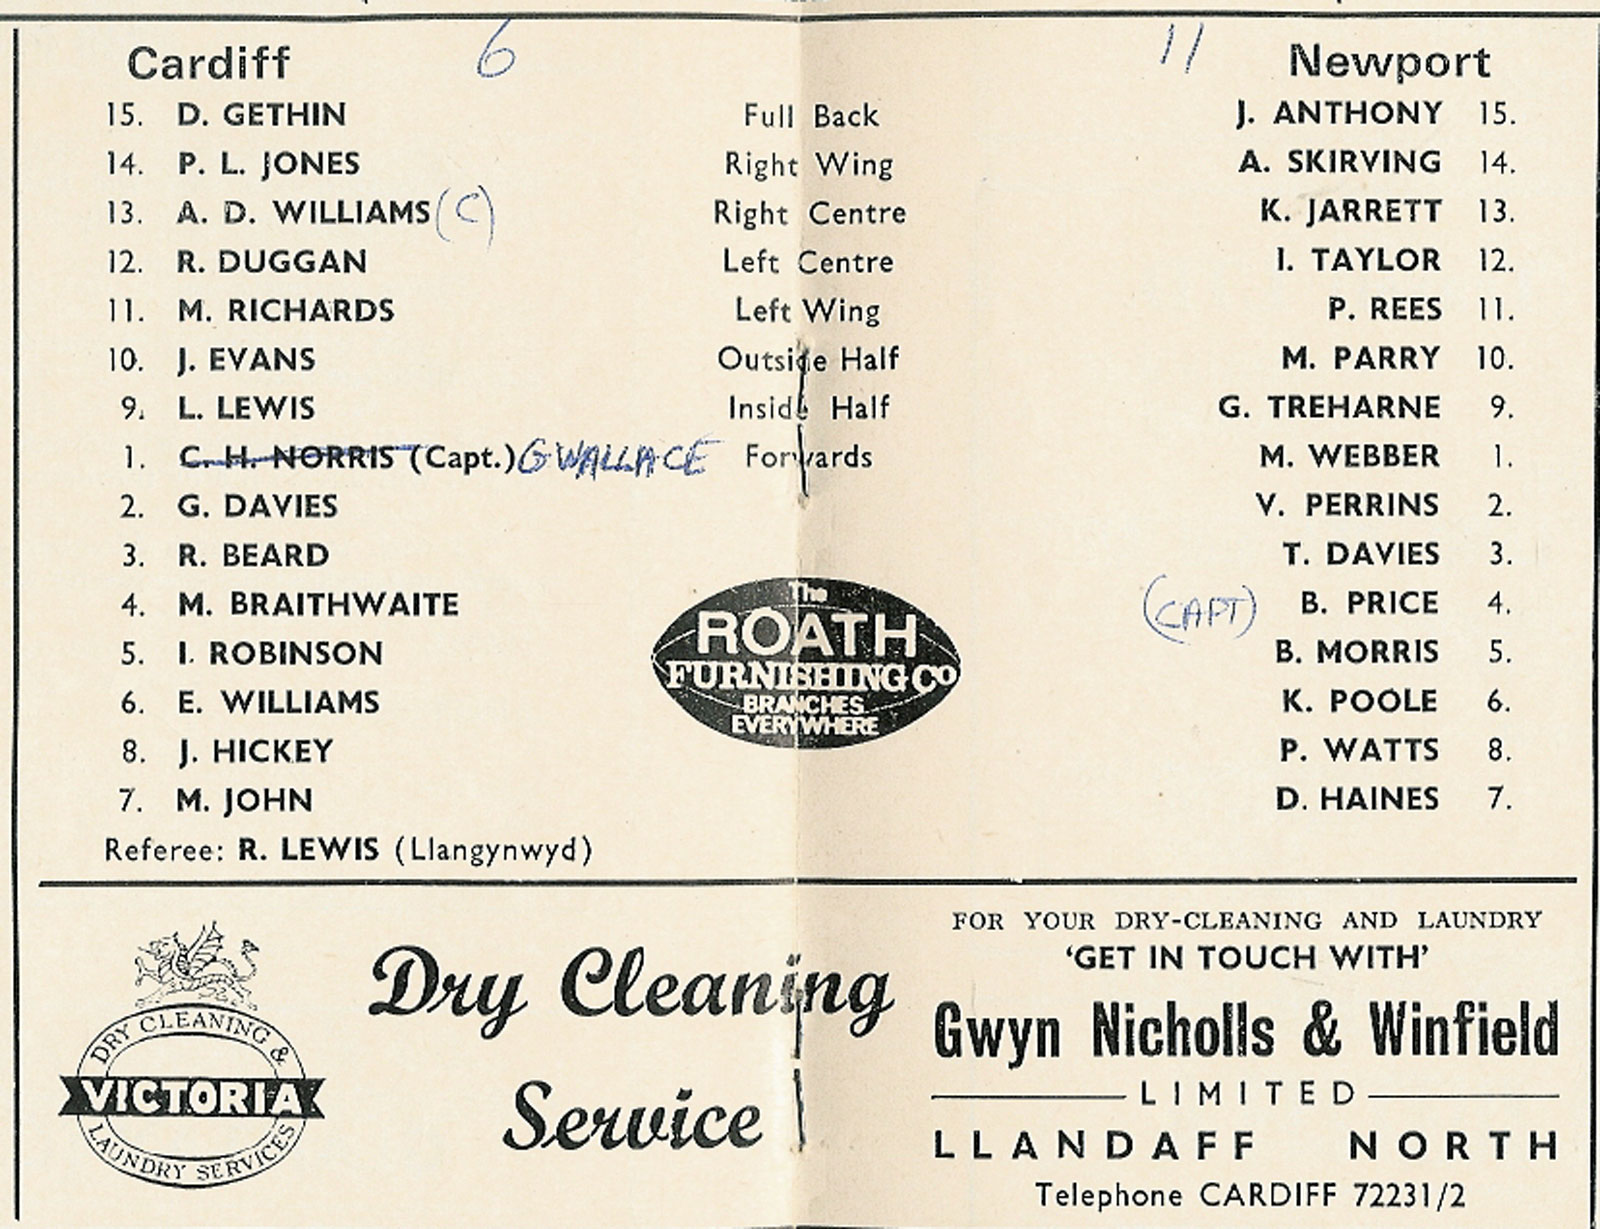 Cardiff 6 11 Newport
15. D. GETHIN Full Back J. ANTHONY 15.
14. P. L. JONES Right Wing A. SKIRVING 14.
13. A. D. WILLIAMS (C) Right Centre K. JARRETT 13.
12. R. DUGGAN Left Centre I. TAYLOR 12.
11. M. RICHARDS Left Wing P. REES 11.
10. J. EVANS Outside Half M. PARRY 10.
9. L. LEWIS Inside Half G. TREHARNE 9.
1. C. H. NORRIS (Capt.) G WALLACE Forwards M. WEBBER 1.
2. G. DAVIES V. PERRINS 2.
3. R. BEARD T. DAVIES 3.
4. M. BRAITHWAITE (CAPT) B. PRICE 4.
5. I. ROBINSON B. MORRIS 5.
6. E. WILLIAMS K. POOLE 6.
8. J. HICKEY P. WATTS 8.
7. M. JOHN D. HAINES 7.
The
ROATH
FURNISHING CO
BRANCHES
EVERYWHERE
Referee: R. LEWIS (Llangynwyd)
DRY CLEANING &
VICTORIA
LAUNDRY SERVICES
Dry Cleaning
Service
FOR YOUR DRY-CLEANING AND LAUNDRY
'GET IN TOUCH WITH'
Gwyn Nicholls & Winfield
LIMITED
LLANDAFF NORTH
Telephone CARDIFF 72231/2